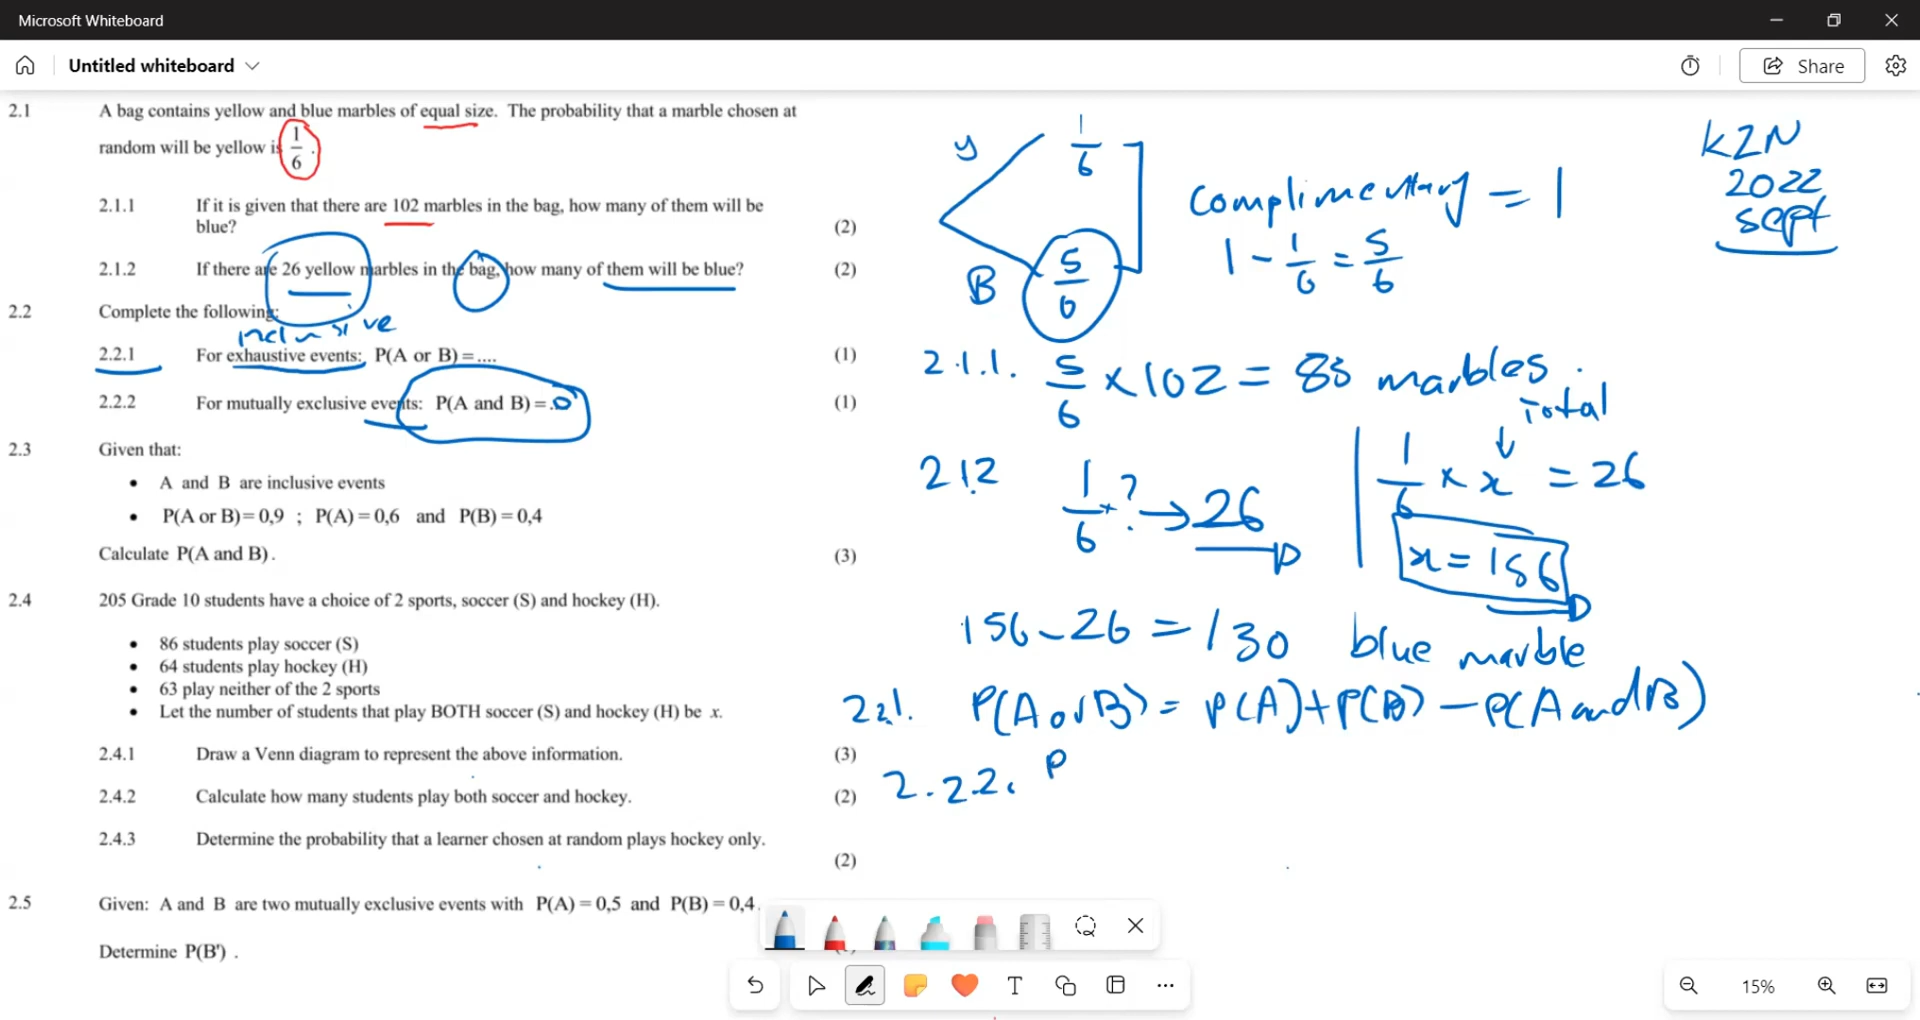 Microsoft Whiteboard
Untitled whiteboard
Share
2.1 A bag contains yellow and blue marbles of equal size. The probability that a marble chosen at
random will be yellow is 1/6 .
2.1.1 If it is given that there are 102 marbles in the bag, how many of them will be
blue? (2)
2.1.2 If there are 26 yellow marbles in the bag, how many of them will be blue? (2)
2.2 Complete the following:
inclusive
2.2.1 For exhaustive events: P(A or B) = .... (1)
2.2.2 For mutually exclusive events: P(A and B) = .0 (1)
2.3 Given that:
• A and B are inclusive events
• P(A or B) = 0,9 ; P(A) = 0,6 and P(B) = 0,4
Calculate P(A and B). (3)
2.4 205 Grade 10 students have a choice of 2 sports, soccer (S) and hockey (H).
• 86 students play soccer (S)
• 64 students play hockey (H)
• 63 play neither of the 2 sports
• Let the number of students that play BOTH soccer (S) and hockey (H) be x.
2.4.1 Draw a Venn diagram to represent the above information. (3)
2.4.2 Calculate how many students play both soccer and hockey. (2)
2.4.3 Determine the probability that a learner chosen at random plays hockey only.
(2)
2.5 Given: A and B are two mutually exclusive events with P(A) = 0,5 and P(B) = 0,4.
Determine P(B') .
y 1/6
B 5/6
complimentary = 1
1 - 1/6 = 5/6
KZN
2022
sept
2.1.1. 5/6 × 102 = 85 marbles.
Total
2.1.2 1/6 × ? → 26
1/6 × x = 26
x = 156
156 - 26 = 130 blue marble
2.2.1. P(A or B) = P(A) + P(B) - P(A and B)
2.2.2. P
15%